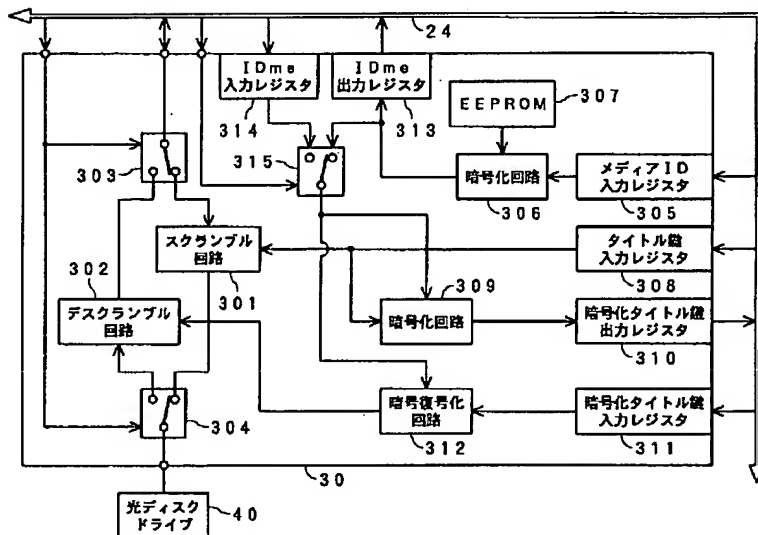 24
IDme
入力レジスタ
314
IDme
出力レジスタ
313
EEPROM
307
303
315
暗号化回路
306
メディアID
入力レジスタ
305
スクランブル
回路
301
タイトル鍵
入力レジスタ
308
302
デスクランブル
回路
309
暗号化回路
暗号化タイトル鍵
出力レジスタ
310
304
暗号復号化
回路
312
暗号化タイトル鍵
入力レジスタ
311
30
光ディスク
ドライブ
40